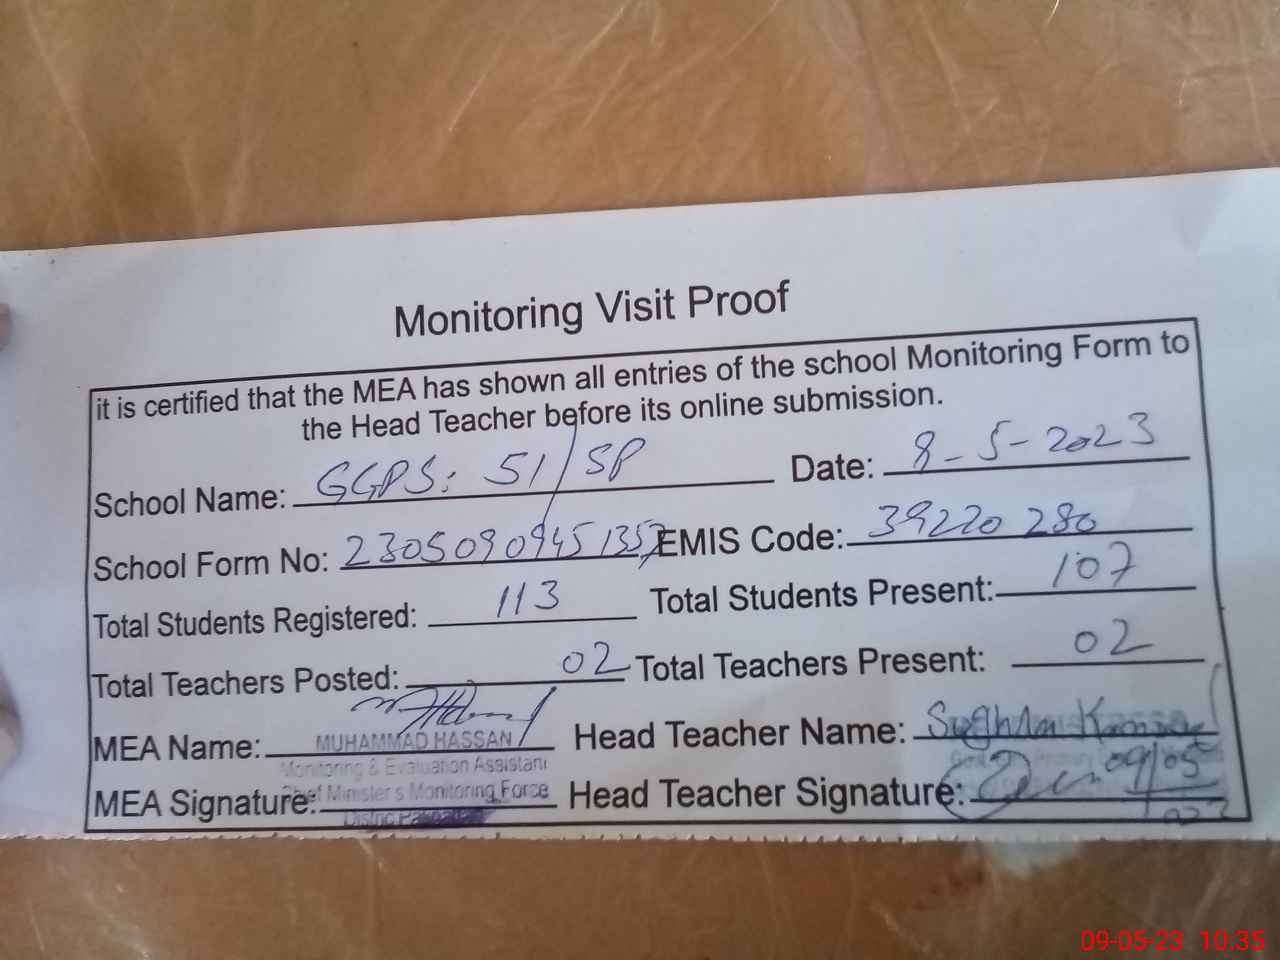 Monitoring Visit Proof
it is certified that the MEA has shown all entries of the school Monitoring Form to
the Head Teacher before its online submission.
School Name: GGPS: 51/SP Date: 8-5-2023
School Form No: 2305090945135 EMIS Code: 39220280
Total Students Registered: 113 Total Students Present: 107
Total Teachers Posted: 02 Total Teachers Present: 02
MEA Name: MUHAMMAD HASSAN Head Teacher Name: Sughra
Monitoring & Evaluation Assistant
MEA Signature: Chief Minister's Monitoring Force Head Teacher Signature: 09/05
District
09-05-23 10:35